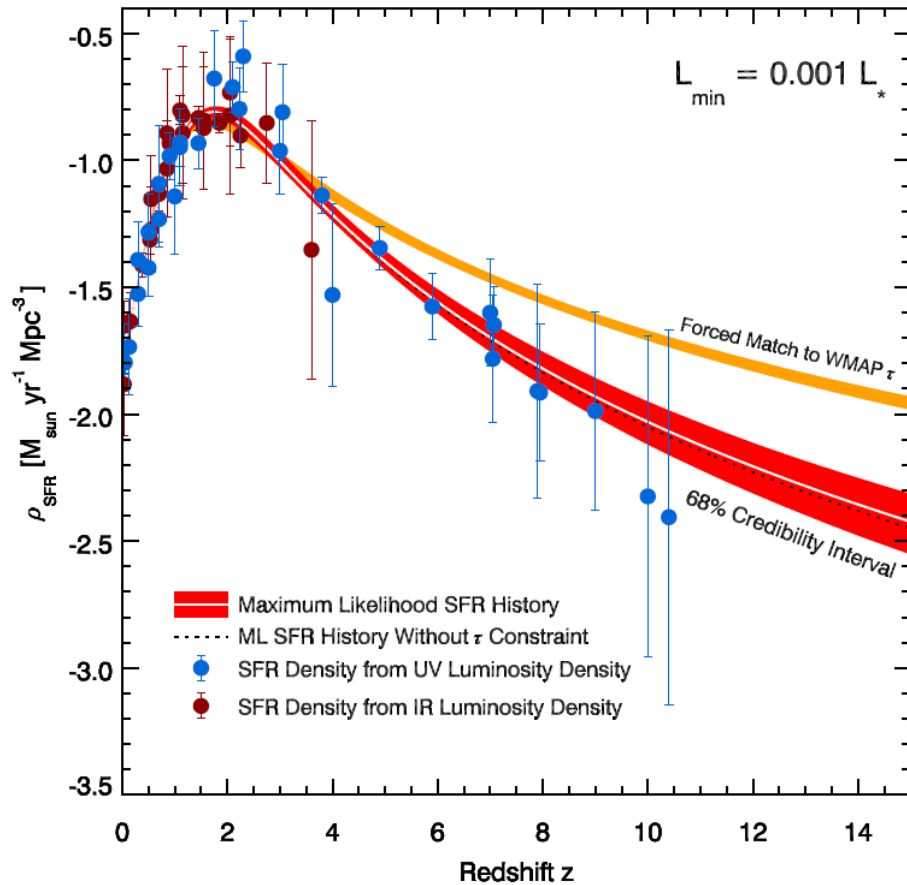 L_min = 0.001 L_*
-0.5
-1.0
-1.5
-2.0
-2.5
-3.0
-3.5
ρ_SFR [M_sun yr^-1 Mpc^-3]
Forced Match to WMAP τ
68% Credibility Interval
Maximum Likelihood SFR History
ML SFR History Without τ Constraint
SFR Density from UV Luminosity Density
SFR Density from IR Luminosity Density
0 2 4 6 8 10 12 14
Redshift z